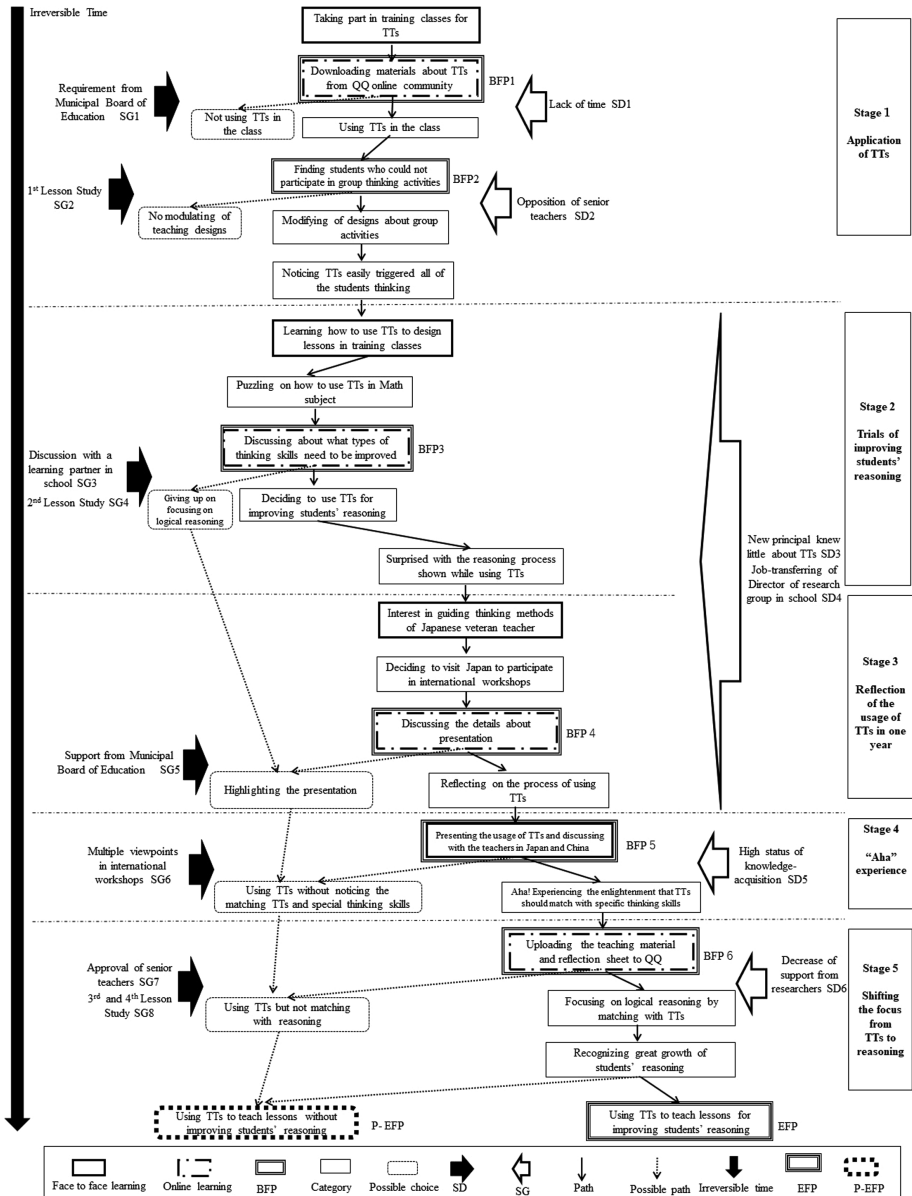 Irreversible Time
Taking part in training classes for
TTs
Downloading materials about TTs
from QQ online community
BFP1
Requirement from
Municipal Board of
Education SG1
Lack of time SD1
Not using TTs in
the class
Using TTs in the class
Stage 1
Application
of TTs
Finding students who could not
participate in group thinking activities
BFP2
1st Lesson Study
SG2
Opposition of senior
teachers SD2
No modulating of
teaching designs
Modifying of designs about group
activities
Noticing TTs easily triggered all of
the students thinking
Learning how to use TTs to design
lessons in training classes
Puzzling on how to use TTs in Math
subject
Stage 2
Trials of
improving
students’
reasoning
Discussing about what types of
thinking skills need to be improved
BFP3
Discussion with a
learning partner in
school SG3
2nd Lesson Study SG4
Giving up on
focusing on
logical reasoning
Deciding to use TTs for
improving students’ reasoning
Surprised with the reasoning process
shown while using TTs
New principal knew
little about TTs SD3
Job-transferring of
Director of research
group in school SD4
Interest in guiding thinking methods
of Japanese veteran teacher
Deciding to visit Japan to participate
in international workshops
Stage 3
Reflection
of the
usage of
TTs in one
year
Discussing the details about
presentation
BFP 4
Support from Municipal
Board of Education SG5
Highlighting the presentation
Reflecting on the process of using
TTs
Presenting the usage of TTs and discussing
with the teachers in Japan and China
BFP 5
Stage 4
“Aha”
experience
Multiple viewpoints
in international
workshops SG6
High status of
knowledge-
acquisition SD5
Using TTs without noticing the
matching TTs and special thinking skills
Aha! Experiencing the enlightenment that TTs
should match with specific thinking skills
Uploading the teaching material
and reflection sheet to QQ
BFP 6
Approval of senior
teachers SG7
3rd and 4th Lesson
Study SG8
Decrease of
support from
researchers SD6
Stage 5
Shifting
the focus
from
TTs to
reasoning
Using TTs but not matching
with reasoning
Focusing on logical reasoning by
matching with TTs
Recognizing great growth of
students’ reasoning
Using TTs to teach lessons without
improving students’ reasoning
P- EFP
Using TTs to teach lessons for
improving students’ reasoning
EFP
Face to face learning
Online learning
BFP
Category
Possible choice
SD
SG
Path
Possible path
Irreversible time
EFP
P-EFP